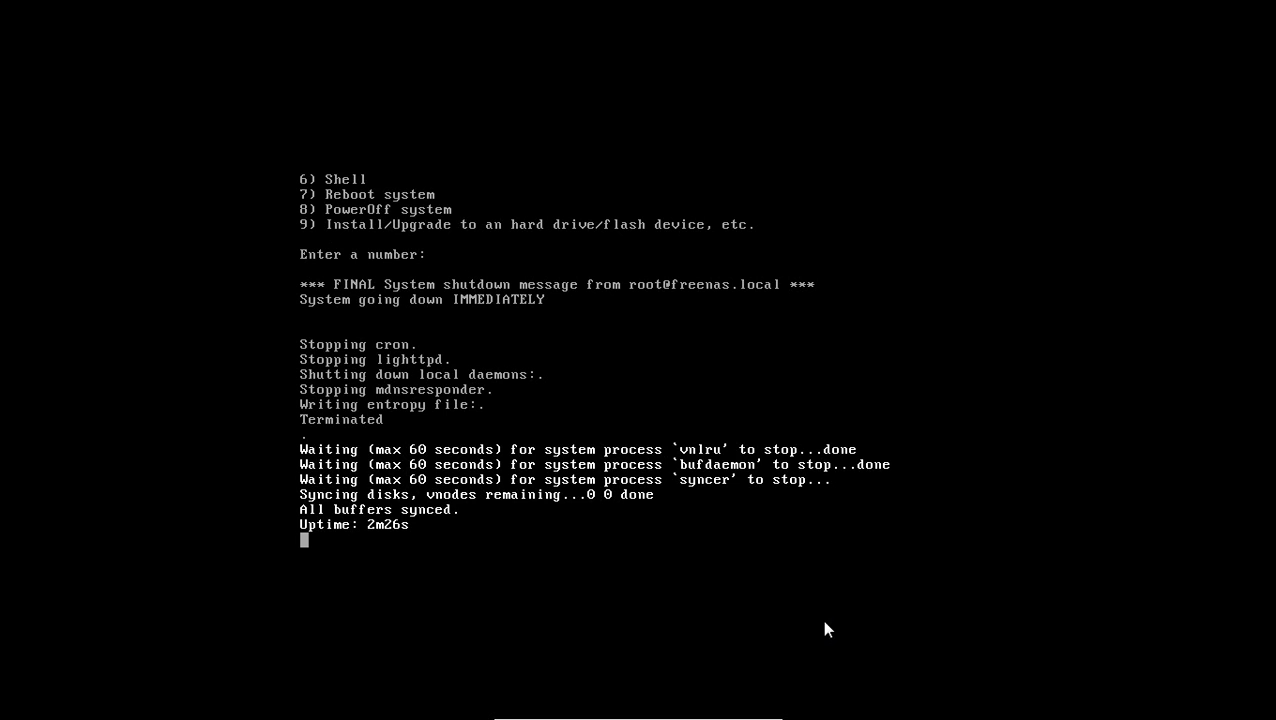 6) Shell
7) Reboot system
8) PowerOff system
9) Install/Upgrade to an hard drive/flash device, etc.
Enter a number:
*** FINAL System shutdown message from root@freenas.local ***
System going down IMMEDIATELY
Stopping cron.
Stopping lighttpd.
Shutting down local daemons:.
Stopping mdnsresponder.
Writing entropy file:.
Terminated
.
Waiting (max 60 seconds) for system process `vnlru' to stop...done
Waiting (max 60 seconds) for system process `bufdaemon' to stop...done
Waiting (max 60 seconds) for system process `syncer' to stop...
Syncing disks, vnodes remaining...0 0 done
All buffers synced.
Uptime: 2m26s